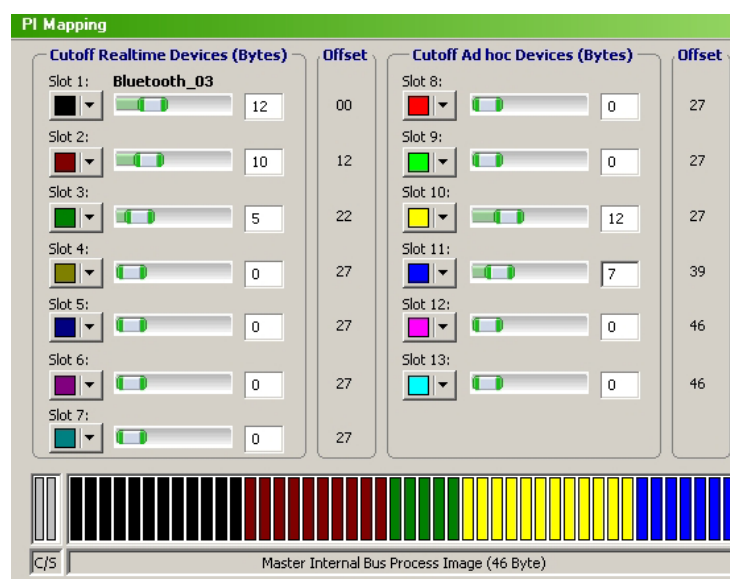 PI Mapping
Cutoff Realtime Devices (Bytes) Offset Cutoff Ad hoc Devices (Bytes) Offset
Slot 1: Bluetooth_03 Slot 8:
12 00 0 27
Slot 2: Slot 9:
10 12 0 27
Slot 3: Slot 10:
5 22 12 27
Slot 4: Slot 11:
0 27 7 39
Slot 5: Slot 12:
0 27 0 46
Slot 6: Slot 13:
0 27 0 46
Slot 7:
0 27
C/S Master Internal Bus Process Image (46 Byte)